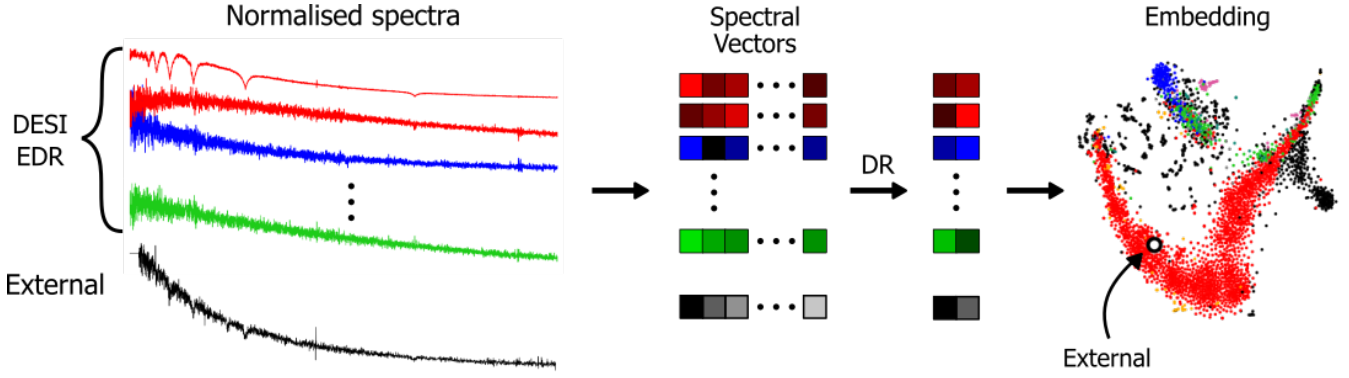 Normalised spectra
DESI
EDR
External
Spectral
Vectors
DR
Embedding
External